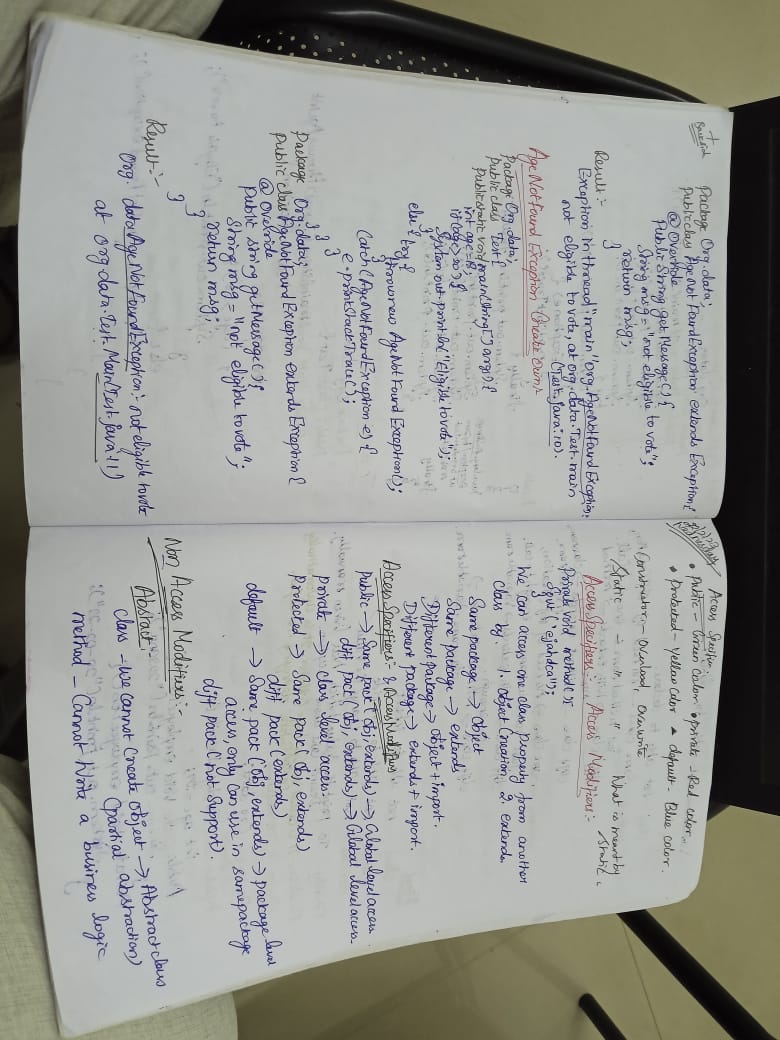 Package Org.data;
Public class AgeNotFoundException extends Exception{
@ Override
Public String getMessage() {
String msg = "not eligible to vote";
return msg;
}
Result:-
Exception in thread "main" org.AgeNotFound Exception:
not eligible to vote, at org.data.Test.main
(Test.java:10).
AgeNotFound Exception Create Own:-
Package Org.data;
Public class Test {
Public static void main(String[] args) {
int age=18;
if(age>20) {
System.out.println("Eligible to vote");
}
else { try {
throw new AgeNotFound Exception();
}
Catch (AgeNotFoundException e) {
e.printStackTrace();
}
}
}
}
Package Org.data;
Public class AgeNotFound Exception extends Exception {
@ Override
Public String getMessage() {
String msg = "not eligible to vote";
return msg;
}
}
Result:-
Org. data.AgeNotFoundException:- not eligible to vote
at org.data.Test.Main(Test.java:11)
Wednesday
Access Specifier:
• Public - Green Color • private - Red color
• Protected - Yellow Color • default - Blue color.
Constructor - Overload, Overwrite
Static - " " What is meant by
Static.
Access Specifiers:- Access Modifiers:-
Private void method() {
Sout ("ejahdca");
}
We can access one class property from another
class by. 1. Object Creation 2. extends.
Same package -> Object
Same package -> extends
Different package -> Object + import.
Different package -> extends + import.
Access Specifiers:- & Access Modifiers.
Public -> Same pack (Obj, extends) -> Global level access.
diff pack (Obj, extends) -> Global level access.
Private -> class level access.
Protected -> Same pack (Obj, extends)
diff pack (extends)
default -> Same pack (Obj, extends) -> package level
access, only can use in same package
diff pack (not Support).
Non Access Modifiers:-
Abstract:
class - We cannot Create object -> Abstract class
(partial abstraction)
method - Cannot Write a business logic